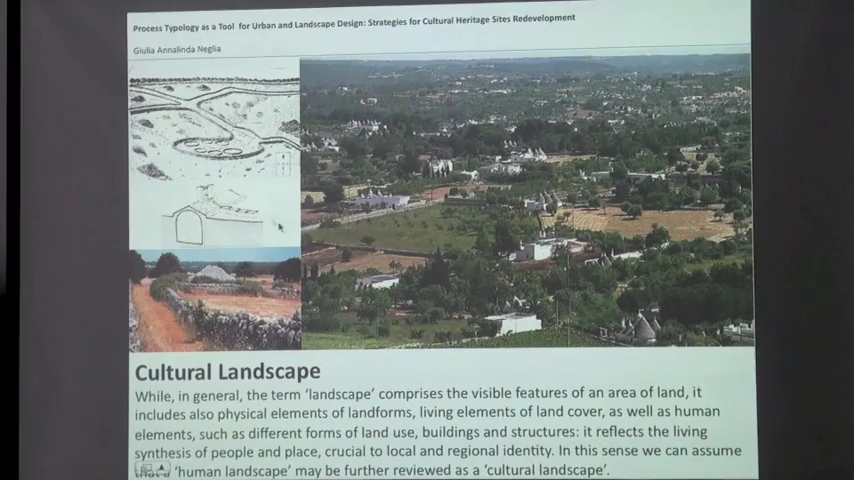 Process Typology as a Tool for Urban and Landscape Design: Strategies for Cultural Heritage Sites Redevelopment
Giulia Annalinda Neglia
Cultural Landscape
While, in general, the term ‘landscape’ comprises the visible features of an area of land, it
includes also physical elements of landforms, living elements of land cover, as well as human
elements, such as different forms of land use, buildings and structures: it reflects the living
synthesis of people and place, crucial to local and regional identity. In this sense we can assume
that a ‘human landscape’ may be further reviewed as a ‘cultural landscape’.